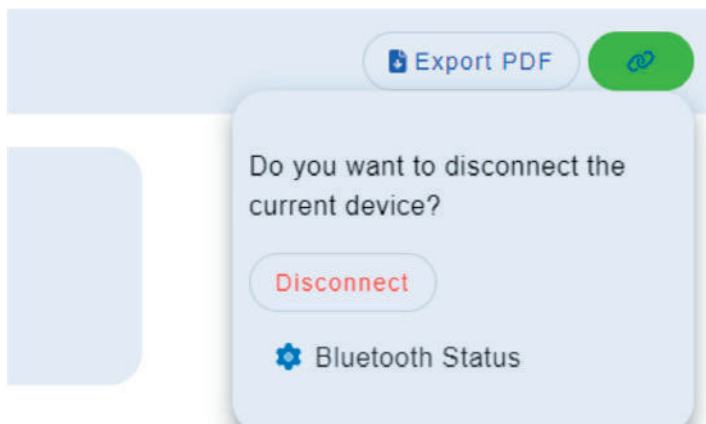 Export PDF
Do you want to disconnect the
current device?
Disconnect
Bluetooth Status